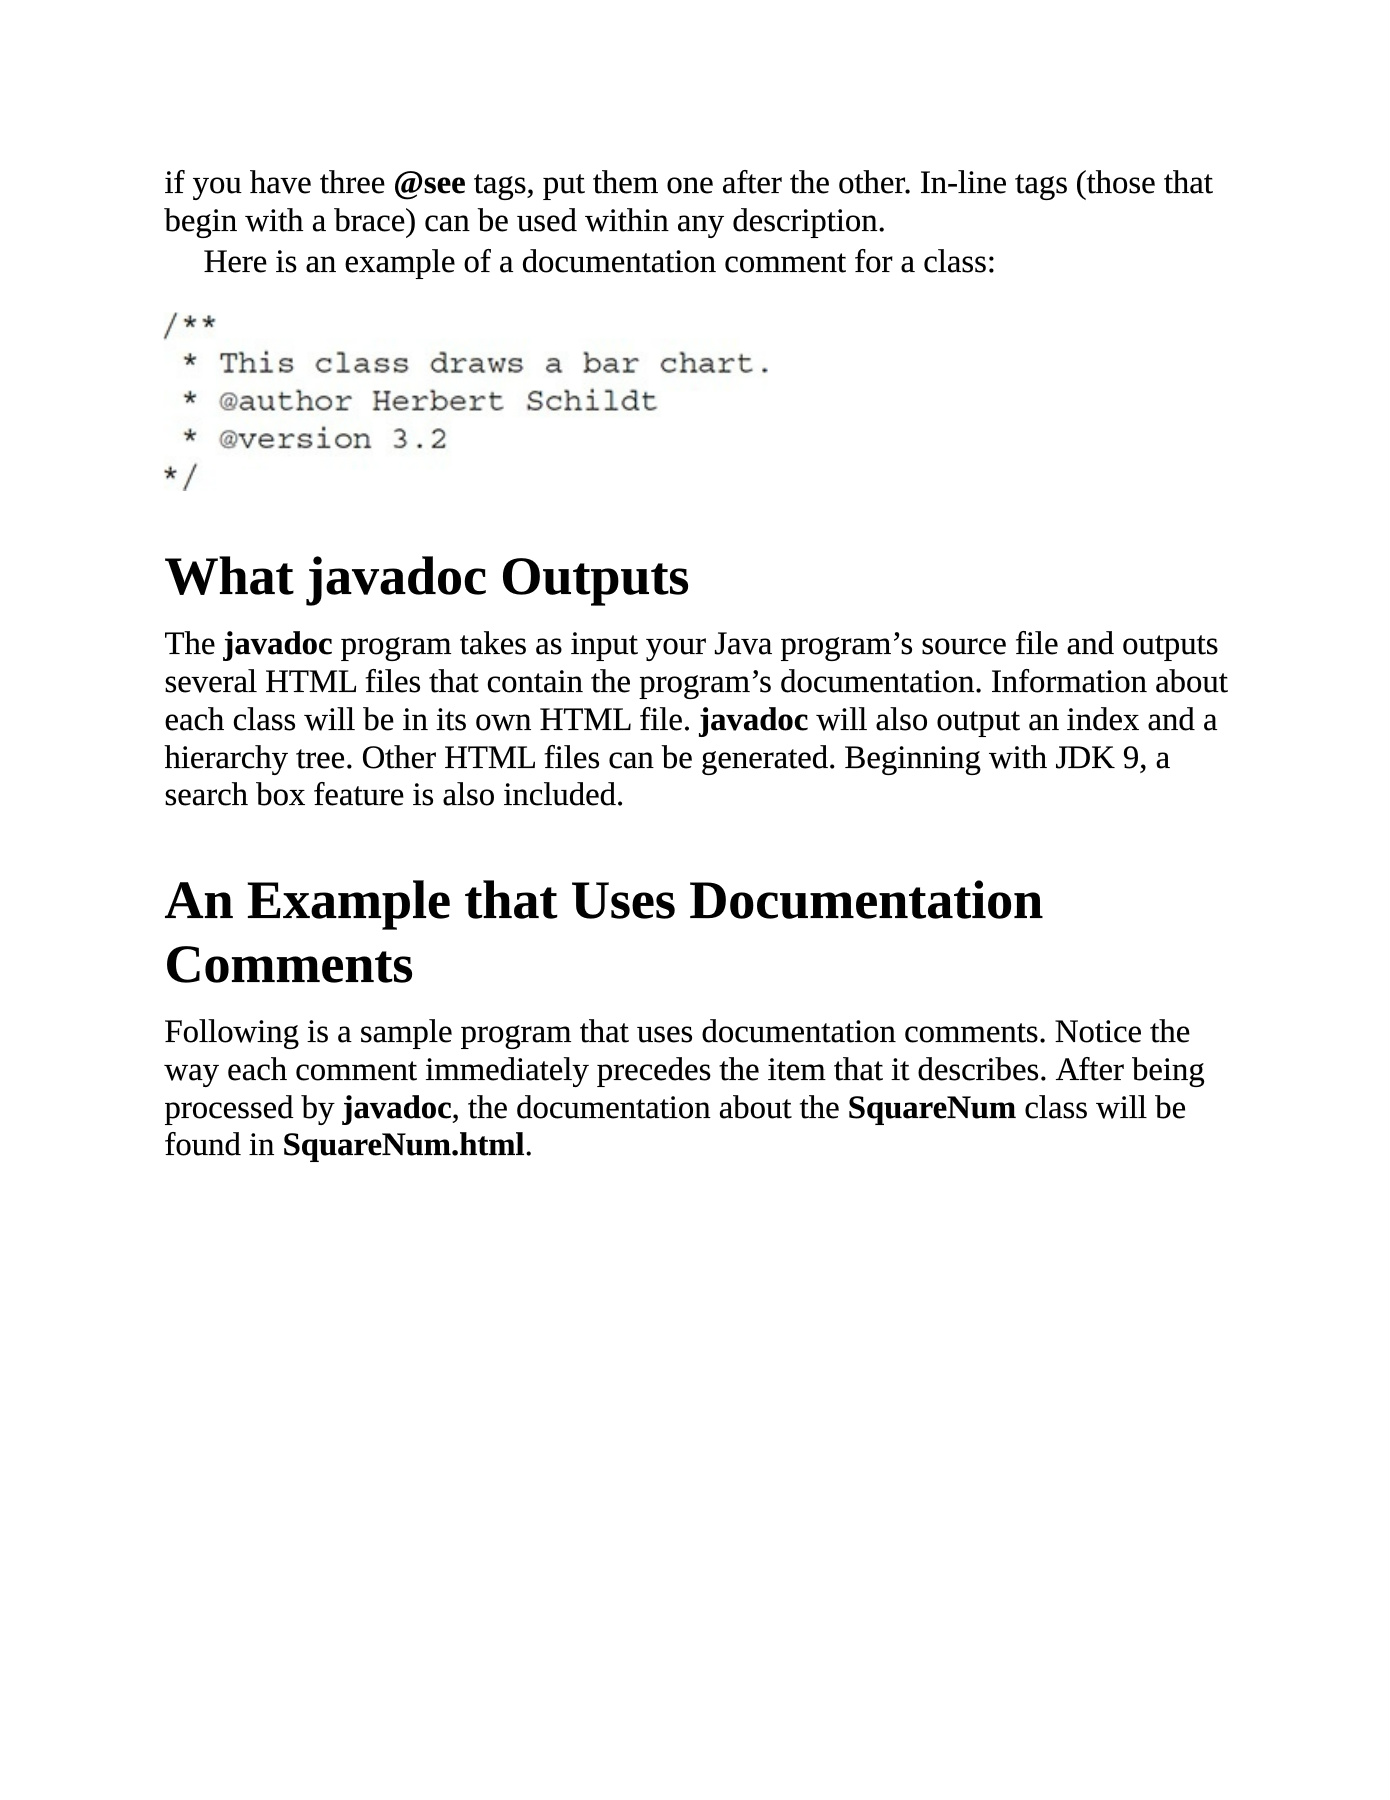 if you have three @see tags, put them one after the other. In-line tags (those that
begin with a brace) can be used within any description.
Here is an example of a documentation comment for a class:
/**
 * This class draws a bar chart.
 * @author Herbert Schildt
 * @version 3.2
*/
What javadoc Outputs
The javadoc program takes as input your Java program’s source file and outputs
several HTML files that contain the program’s documentation. Information about
each class will be in its own HTML file. javadoc will also output an index and a
hierarchy tree. Other HTML files can be generated. Beginning with JDK 9, a
search box feature is also included.
An Example that Uses Documentation
Comments
Following is a sample program that uses documentation comments. Notice the
way each comment immediately precedes the item that it describes. After being
processed by javadoc, the documentation about the SquareNum class will be
found in SquareNum.html.